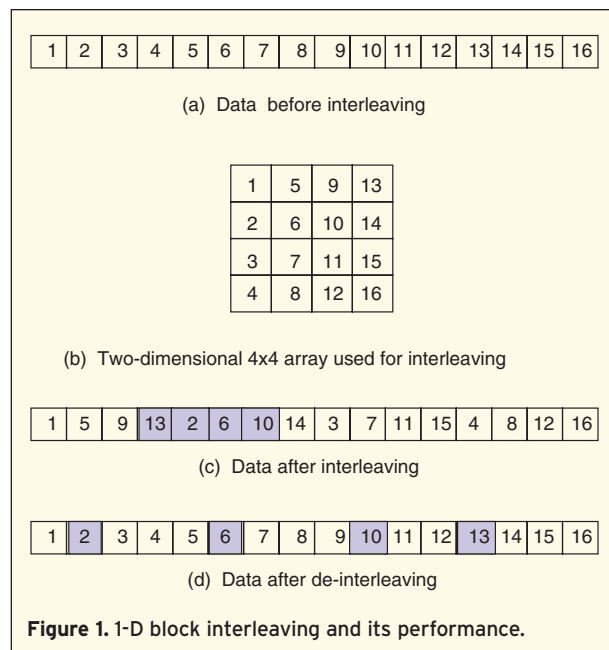 1 2 3 4 5 6 7 8 9 10 11 12 13 14 15 16
(a) Data before interleaving
1 5 9 13
2 6 10 14
3 7 11 15
4 8 12 16
(b) Two-dimensional 4x4 array used for interleaving
1 5 9 13 2 6 10 14 3 7 11 15 4 8 12 16
(c) Data after interleaving
1 2 3 4 5 6 7 8 9 10 11 12 13 14 15 16
(d) Data after de-interleaving
Figure 1. 1-D block interleaving and its performance.